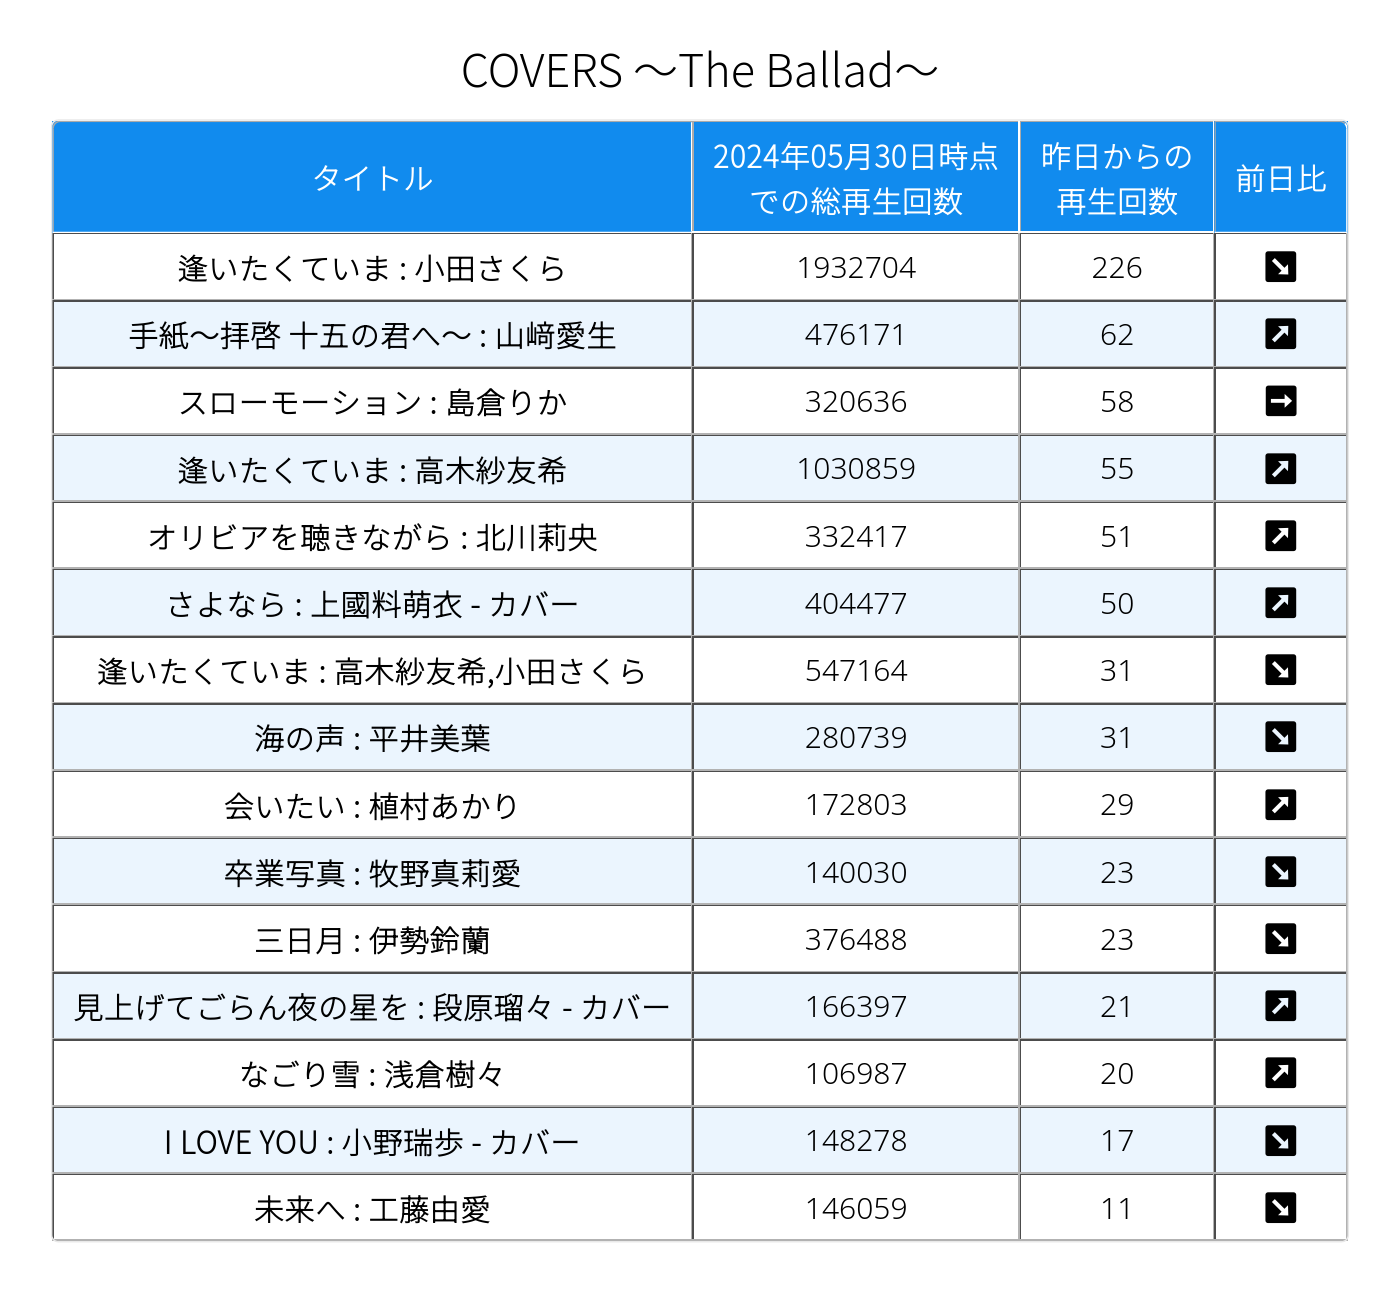 COVERS ～The Ballad～
タイトル 2024年05月30日時点での総再生回数 昨日からの再生回数 前日比
逢いたくていま : 小田さくら 1932704 226 ↘
手紙～拝啓 十五の君へ～ : 山﨑愛生 476171 62 ↗
スローモーション : 島倉りか 320636 58 →
逢いたくていま : 高木紗友希 1030859 55 ↗
オリビアを聴きながら : 北川莉央 332417 51 ↗
さよなら : 上國料萌衣 - カバー 404477 50 ↗
逢いたくていま : 高木紗友希,小田さくら 547164 31 ↘
海の声 : 平井美葉 280739 31 ↘
会いたい : 植村あかり 172803 29 ↗
卒業写真 : 牧野真莉愛 140030 23 ↘
三日月 : 伊勢鈴蘭 376488 23 ↘
見上げてごらん夜の星を : 段原瑠々 - カバー 166397 21 ↗
なごり雪 : 浅倉樹々 106987 20 ↗
I LOVE YOU : 小野瑞歩 - カバー 148278 17 ↘
未来へ : 工藤由愛 146059 11 ↘